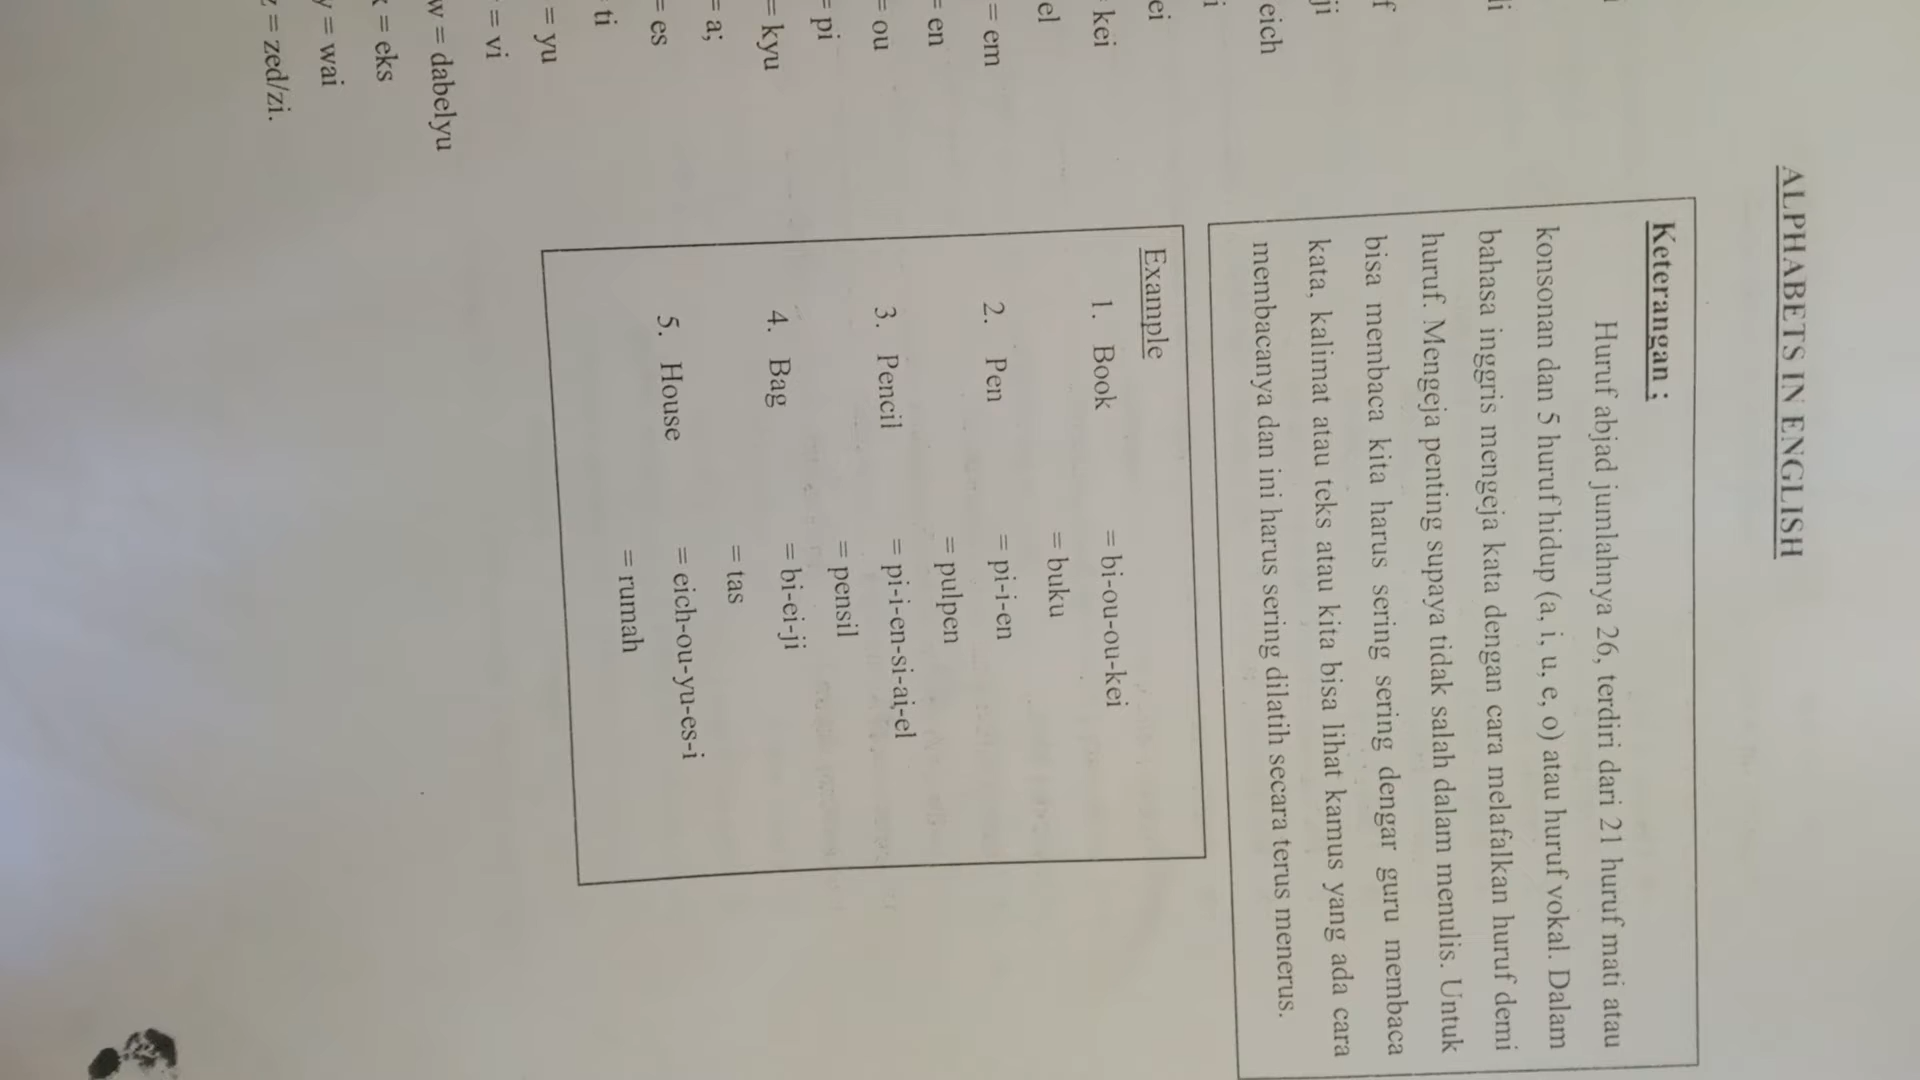 ALPHABETS IN ENGLISH
Keterangan :
Huruf abjad jumlahnya 26, terdiri dari 21 huruf mati atau
konsonan dan 5 huruf hidup (a, i, u, e, o) atau huruf vokal. Dalam
bahasa inggris mengeja kata dengan cara melafalkan huruf demi
huruf. Mengeja penting supaya tidak salah dalam menulis. Untuk
bisa membaca kita harus sering sering dengar guru membaca
kata, kalimat atau teks atau kita bisa lihat kamus yang ada cara
membacanya dan ini harus sering dilatih secara terus menerus.
Example
1. Book = bi-ou-ou-kei
= buku
2. Pen = pi-i-en
= pulpen
3. Pencil = pi-i-en-si-ai-el
= pensil
4. Bag = bi-ei-ji
= tas
5. House = eich-ou-yu-es-i
= rumah
ji
eich
ei
= kei
el
= em
= en
= ou
= pi
= kyu
= a;
= es
= ti
= yu
= vi
w = dabelyu
x = eks
y = wai
z = zed/zi.